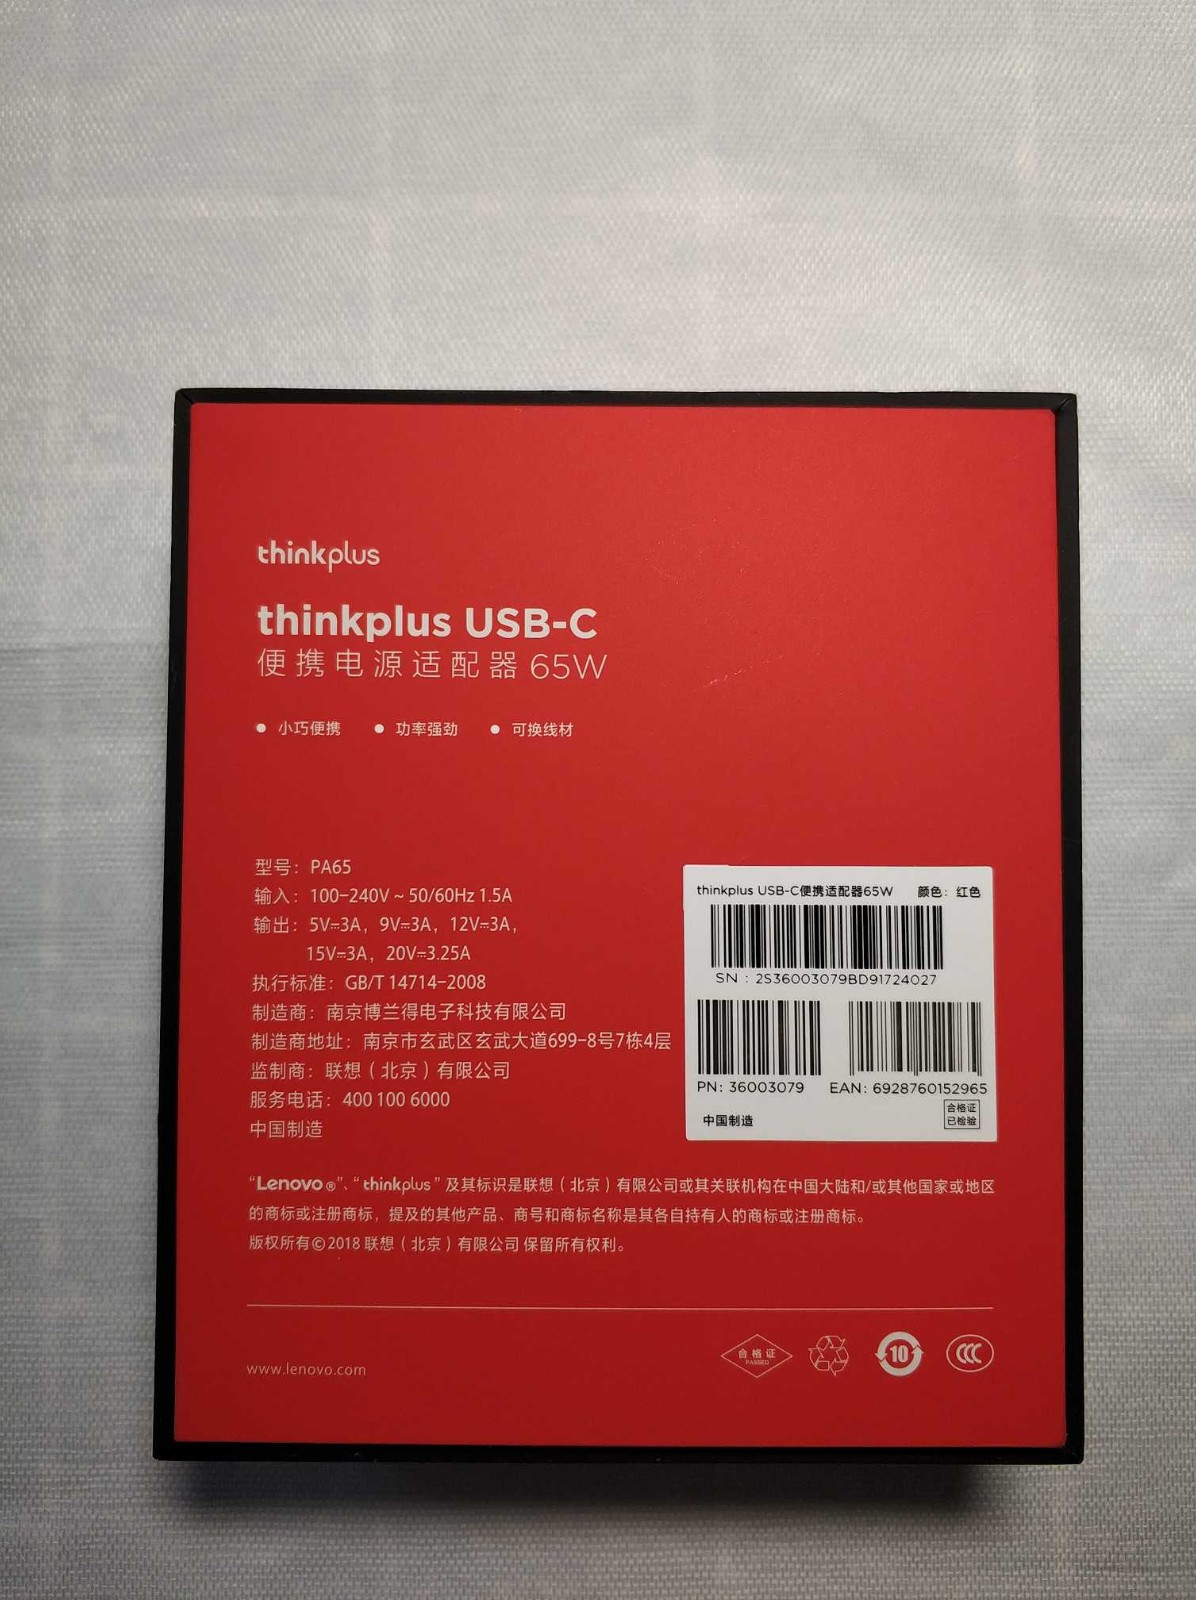 thinkplus
thinkplus USB-C
便携电源适配器 65W
• 小巧便携 • 功率强劲 • 可换线材
型号：PA65
输入：100-240V ~ 50/60Hz 1.5A
输出：5V⎓3A，9V⎓3A，12V⎓3A，
15V⎓3A，20V⎓3.25A
执行标准：GB/T 14714-2008
制造商：南京博兰得电子科技有限公司
制造商地址：南京市玄武区玄武大道699-8号7栋4层
监制商：联想（北京）有限公司
服务电话：400 100 6000
中国制造
thinkplus USB-C便携适配器65W 颜色：红色
SN : 2S36003079BD91724027
PN: 36003079 EAN: 6928760152965
中国制造
合格证
已检验
“Lenovo®”、“thinkplus”及其标识是联想（北京）有限公司或其关联机构在中国大陆和/或其他国家或地区
的商标或注册商标，提及的其他产品、商号和商标名称是其各自持有人的商标或注册商标。
版权所有©2018 联想（北京）有限公司 保留所有权利。
www.lenovo.com
合格证
PASSED
10
CCC